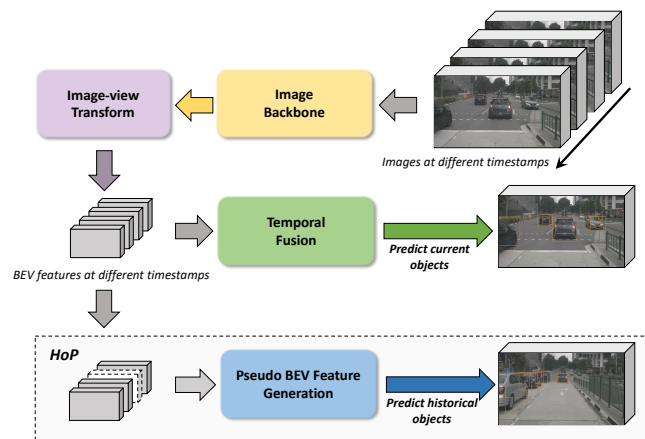 Image-view
Transform
Image
Backbone
Images at different timestamps
Temporal
Fusion
Predict current
objects
BEV features at different timestamps
HoP
Pseudo BEV Feature
Generation
Predict historical
objects